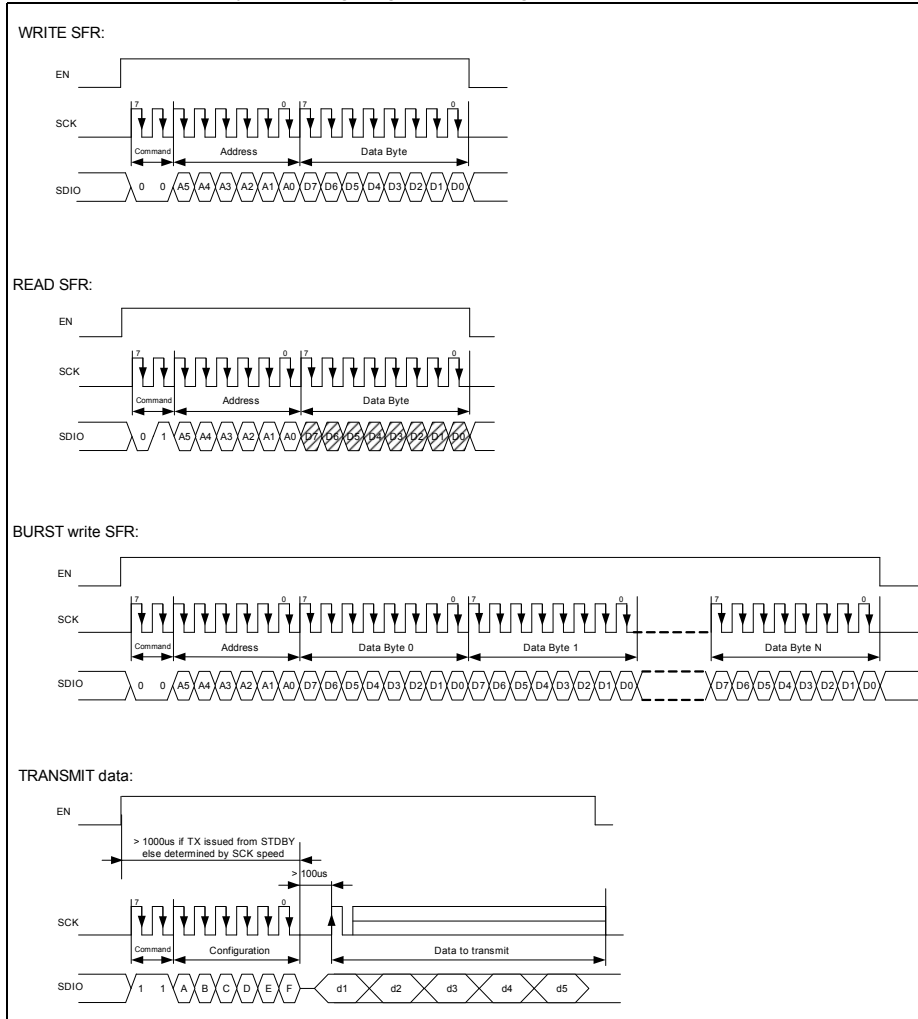 WRITE SFR:
EN
7 0 7 0
SCK
Command Address Data Byte
SDIO 0 0 A5 A4 A3 A2 A1 A0 D7 D6 D5 D4 D3 D2 D1 D0
READ SFR:
EN
7 0 7 0
SCK
Command Address Data Byte
SDIO 0 1 A5 A4 A3 A2 A1 A0 D7 D6 D5 D4 D3 D2 D1 D0
BURST write SFR:
EN
7 0 7 0 7 0 7 0
SCK
Command Address Data Byte 0 Data Byte 1 Data Byte N
SDIO 0 0 A5 A4 A3 A2 A1 A0 D7 D6 D5 D4 D3 D2 D1 D0 D7 D6 D5 D4 D3 D2 D1 D0 D7 D6 D5 D4 D3 D2 D1 D0
TRANSMIT data:
EN
> 1000us if TX issued from STDBY
else determined by SCK speed
> 100us
7 0
SCK
Command Configuration Data to transmit
SDIO 1 1 A B C D E F d1 d2 d3 d4 d5